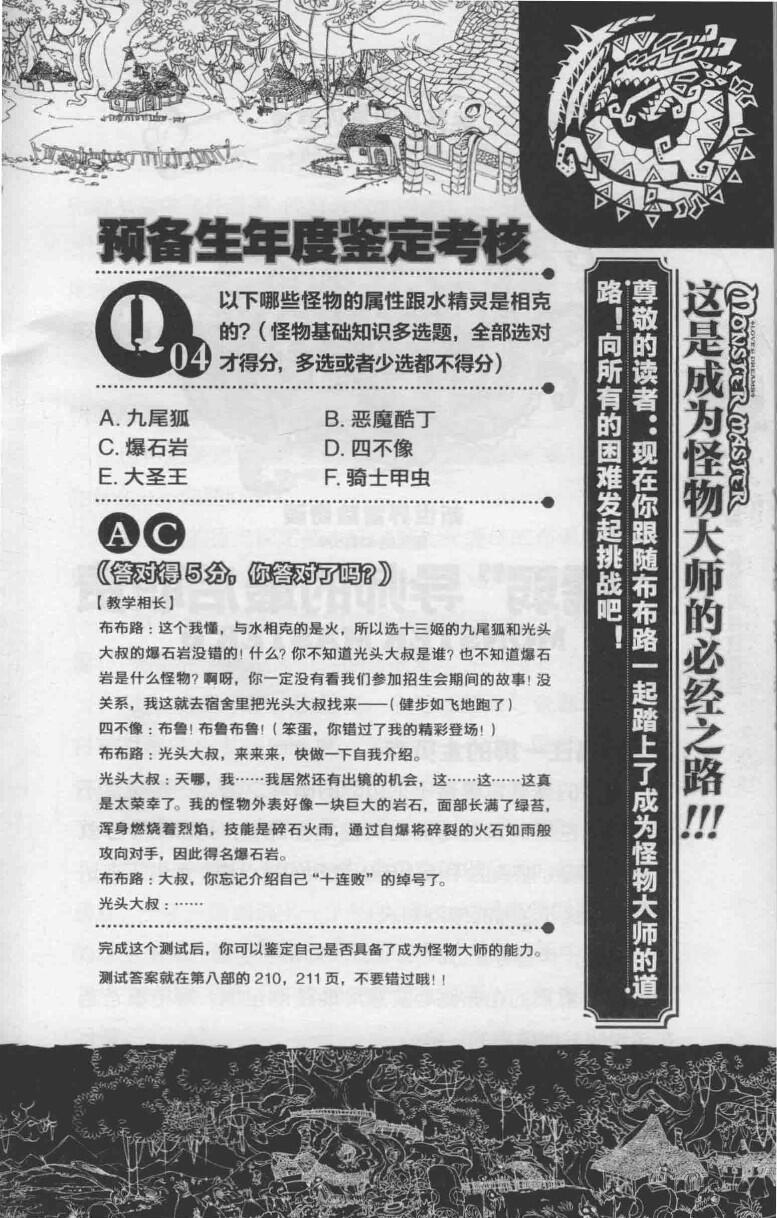 预备生年度鉴定考核
Q04
以下哪些怪物的属性跟水精灵是相克
的?(怪物基础知识多选题,全部选对
才得分,多选或者少选都不得分)
A. 九尾狐
B. 恶魔酷丁
C. 爆石岩
D. 四不像
E. 大圣王
F. 骑士甲虫
A C
(答对得5分,你答对了吗?)
【教学相长】
布布路:这个我懂,与水相克的是火,所以选十三姬的九尾狐和光头
大叔的爆石岩没错的!什么?你不知道光头大叔是谁?也不知道爆石
岩是什么怪物?啊呀,你一定没有看我们参加招生会期间的故事!没
关系,我这就去宿舍里把光头大叔找来——(健步如飞地跑了)
四不像:布鲁!布鲁布鲁!(笨蛋,你错过了我的精彩登场!)
布布路:光头大叔,来来来,快做一下自我介绍。
光头大叔:天哪,我……我居然还有出镜的机会,这……这……这真
是太荣幸了。我的怪物外表好像一块巨大的岩石,面部长满了绿苔,
浑身燃烧着烈焰,技能是碎石火雨,通过自爆将碎裂的火石如雨般
攻向对手,因此得名爆石岩。
布布路:大叔,你忘记介绍自己“十连败”的绰号了。
光头大叔:……
完成这个测试后,你可以鉴定自己是否具备了成为怪物大师的能力。
测试答案就在第八部的210,211页,不要错过哦!!
MONSTER MASTER
LOVE & DREAMS
这是成为怪物大师的必经之路!!!
尊敬的读者:现在你跟随布布路一起踏上了成为怪物大师的道
路!向所有的困难发起挑战吧!